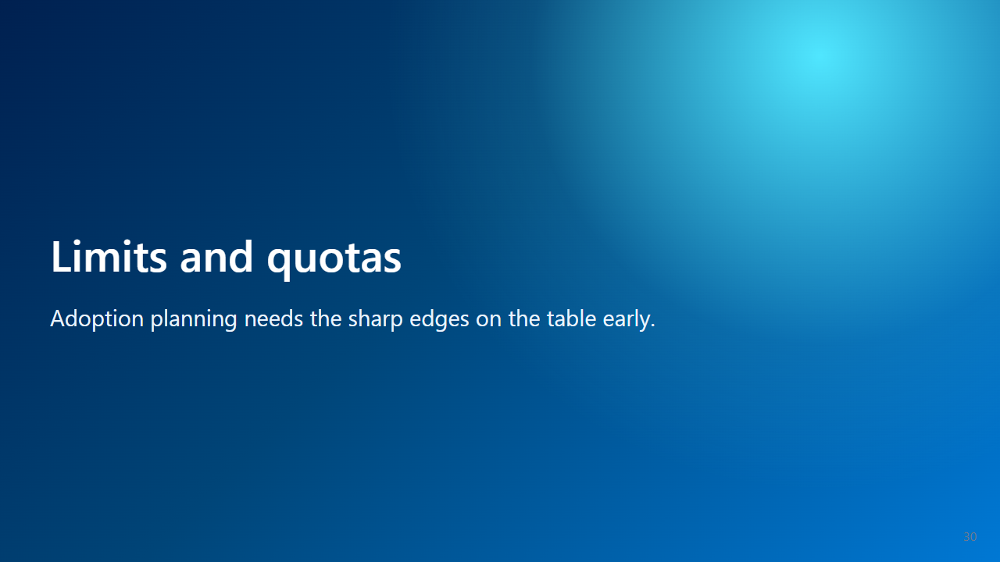 Limits and quotas
Adoption planning needs the sharp edges on the table early.
30